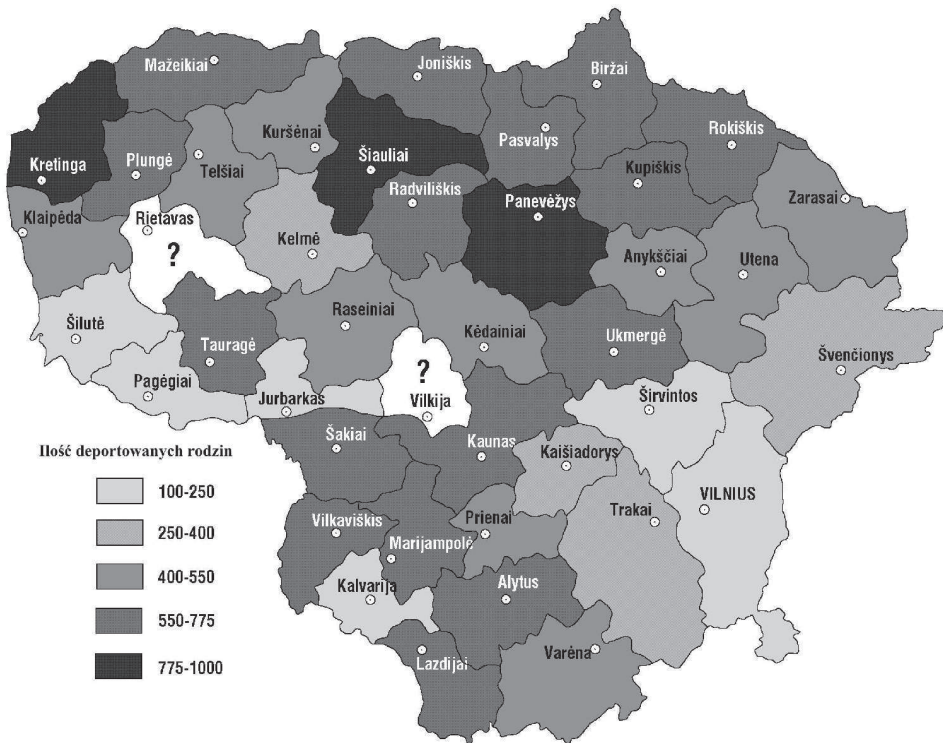 Mažeikiai
Joniškis
Biržai
Kuršėnai
Pasvalys
Rokiškis
Kretinga
Plungė
Telšiai
Šiauliai
Radviliškis
Kupiškis
Panevėžys
Zarasai
Klaipėda
Rietavas
?
Kelmė
Anykščiai
Utena
Šilutė
Raseiniai
Tauragė
Kėdainiai
Ukmergė
Švenčionys
Pagėgiai
Jurbarkas
?
Vilkija
Širvintos
Šakiai
Kaunas
Kaišiadorys
VILNIUS
Trakai
Vilkaviškis
Prienai
Marijampolė
Kalvarija
Alytus
Lazdijai
Varėna
Ilość deportowanych rodzin
100-250
250-400
400-550
550-775
775-1000